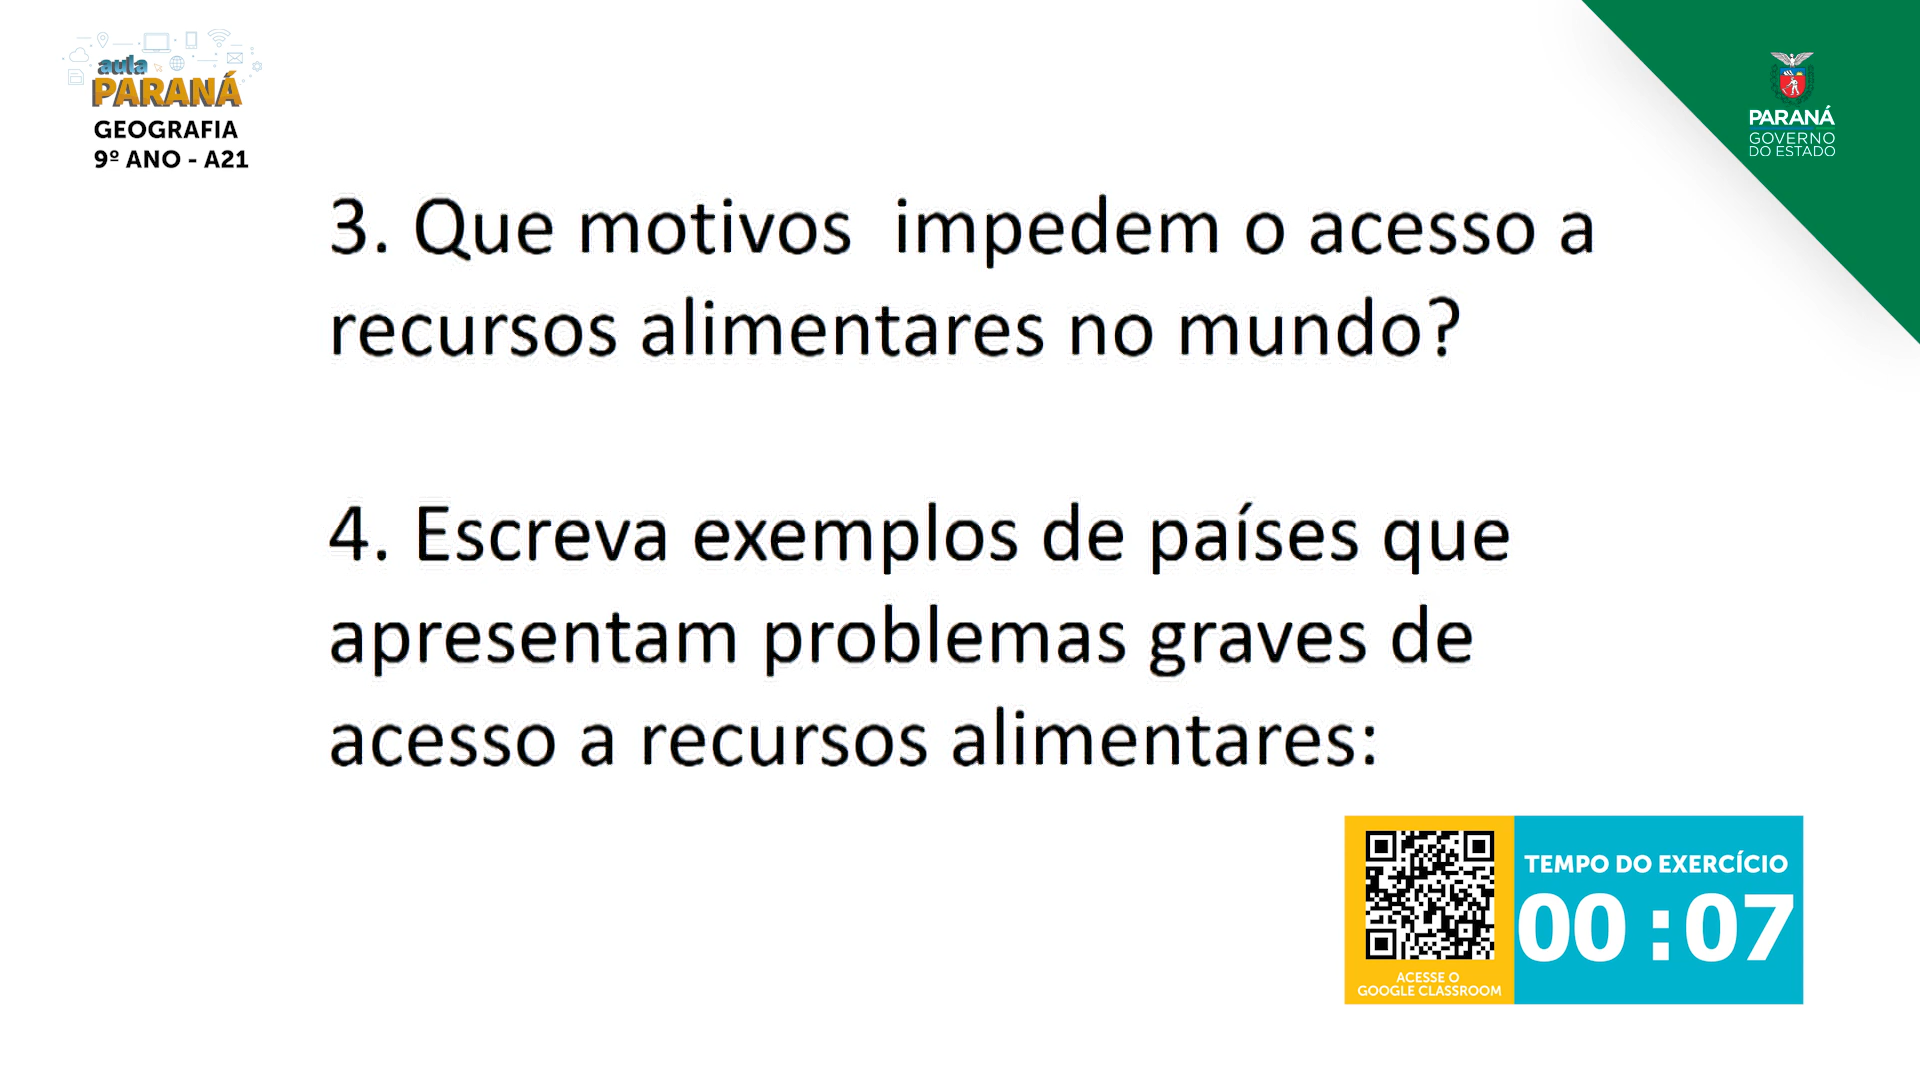 aula
PARANÁ
GEOGRAFIA
9º ANO - A21
PARANÁ
GOVERNO
DO ESTADO
3. Que motivos  impedem o acesso a
recursos alimentares no mundo?
4. Escreva exemplos de países que
apresentam problemas graves de
acesso a recursos alimentares:
ACESSE O
GOOGLE CLASSROOM
TEMPO DO EXERCÍCIO
00:07